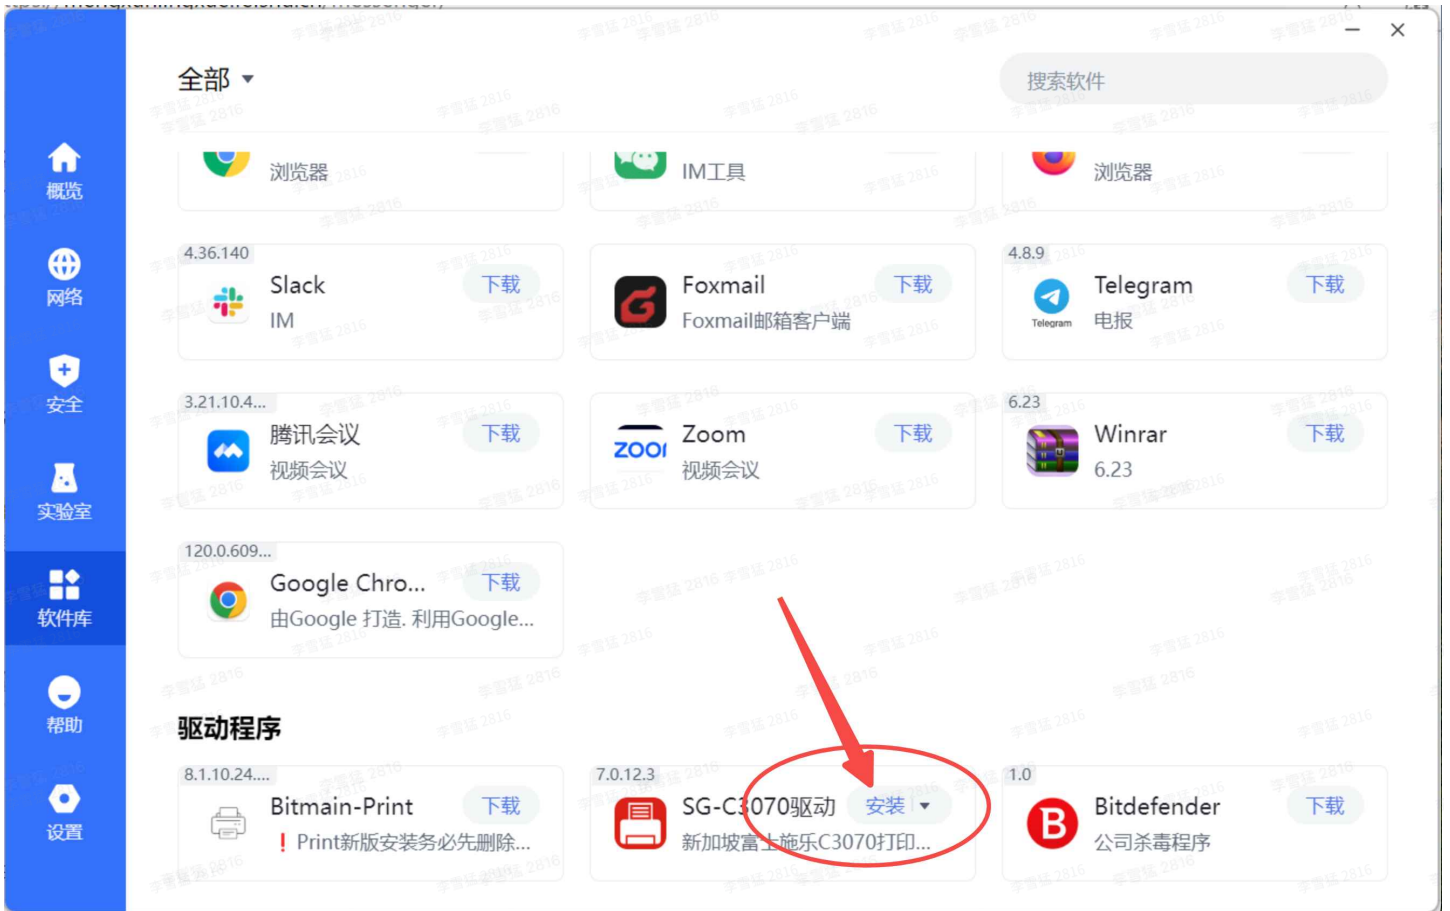 全部
搜索软件
概览
网络
安全
实验室
软件库
帮助
设置
浏览器
IM工具
浏览器
4.36.140
Slack
下载
IM
Foxmail
下载
Foxmail邮箱客户端
4.8.9
Telegram
Telegram
下载
电报
3.21.10.4...
腾讯会议
下载
视频会议
zoom
Zoom
下载
视频会议
6.23
Winrar
下载
6.23
120.0.609...
Google Chro...
下载
由Google 打造. 利用Google...
驱动程序
8.1.10.24....
Bitmain-Print
下载
❗ Print新版安装务必先删除...
7.0.12.3
SG-C3070驱动
安装
新加坡富士施乐C3070打印...
1.0
B
Bitdefender
下载
公司杀毒程序
李雪猛 2816